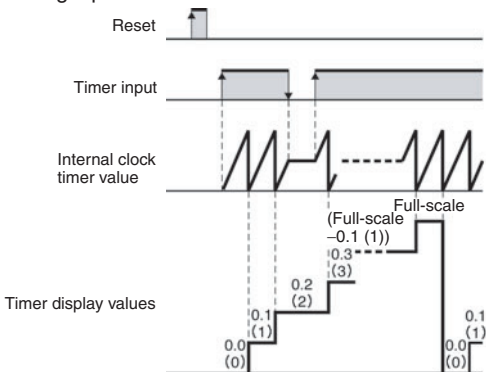 Reset
Timer input
Internal clock
timer value
Full-scale
(Full-scale
–0.1 (1))
0.3
(3)
0.2
(2)
Timer display values
0.1
(1)
0.1
(1)
0.0
(0)
0.0
(0)